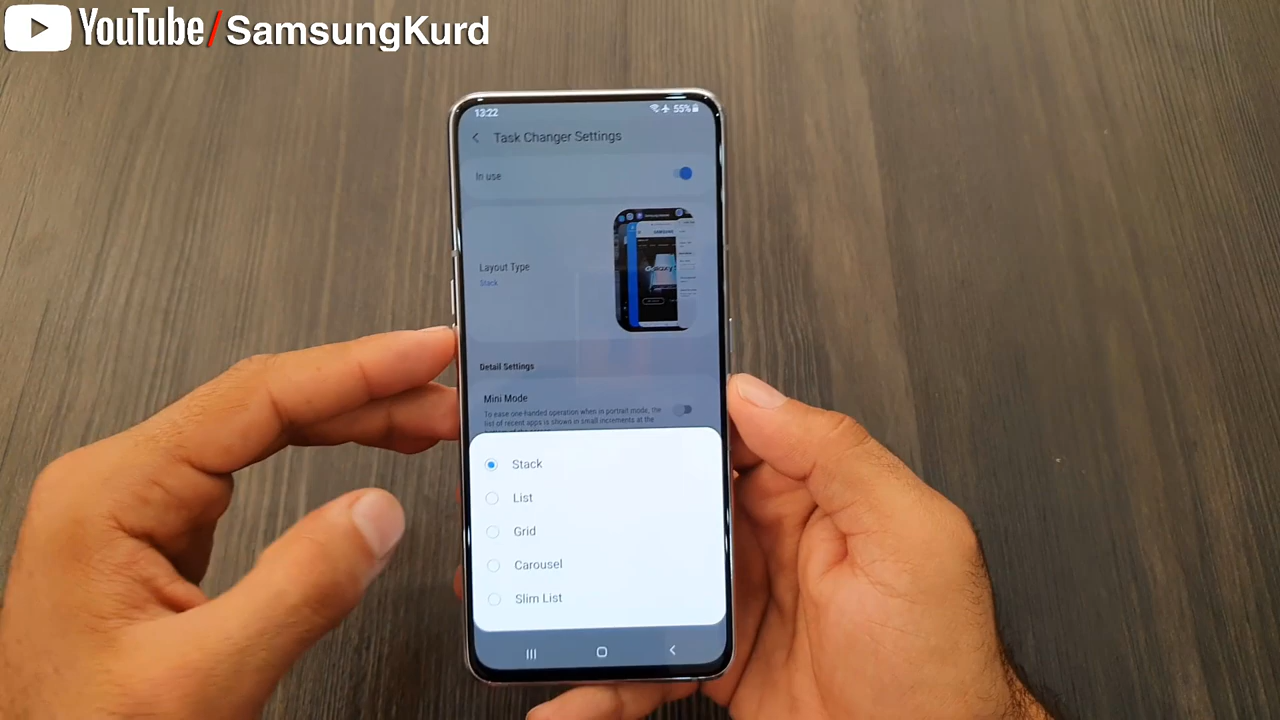 YouTube/SamsungKurd
13:22
55%
Task Changer Settings
In use
Layout Type
Stack
Detail Settings
Mini Mode
To ease one-handed operation when in portrait mode, the
list of recent apps is shown in small increments at the
Stack
List
Grid
Carousel
Slim List